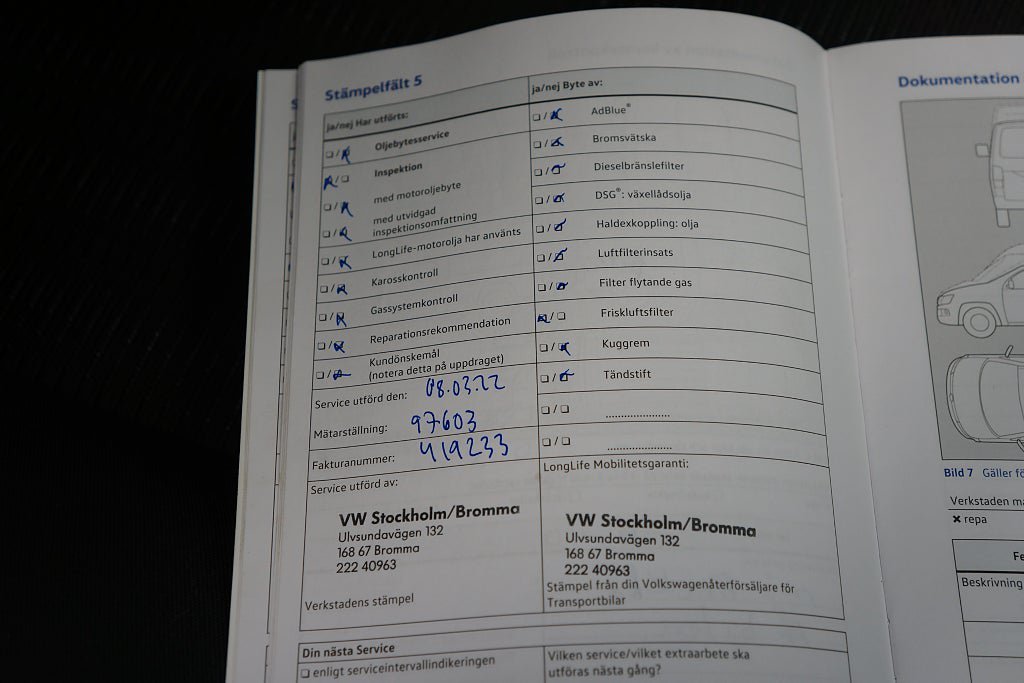 Stämpelfält 5
ja/nej Har utförts:
Oljebytesservice
Inspektion
med motoroljebyte
med utvidgad
inspektionsomfattning
LongLife-motorolja har använts
Karosskontroll
Gassystemkontroll
Reparationsrekommendation
Kundönskemål
(notera detta på uppdraget)
Service utförd den: 08.03.22
Mätarställning: 97603
Fakturanummer: 419233
Service utförd av:
VW Stockholm/Bromma
Ulvsundavägen 132
168 67 Bromma
222 40963
Verkstadens stämpel
ja/nej Byte av:
AdBlue®
Bromsvätska
Dieselbränslefilter
DSG®: växellådsolja
Haldexkoppling: olja
Luftfilterinsats
Filter flytande gas
Friskluftsfilter
Kuggrem
Tändstift
......................
......................
LongLife Mobilitetsgaranti:
VW Stockholm/Bromma
Ulvsundavägen 132
168 67 Bromma
222 40963
Stämpel från din Volkswagenåterförsäljare för
Transportbilar
Din nästa Service
enligt serviceintervallindikeringen
Vilken service/vilket extraarbete ska
utföras nästa gång?
Dokumentation
Bild 7 Gäller fö
Verkstaden ma
✖ repa
Fe
Beskrivning